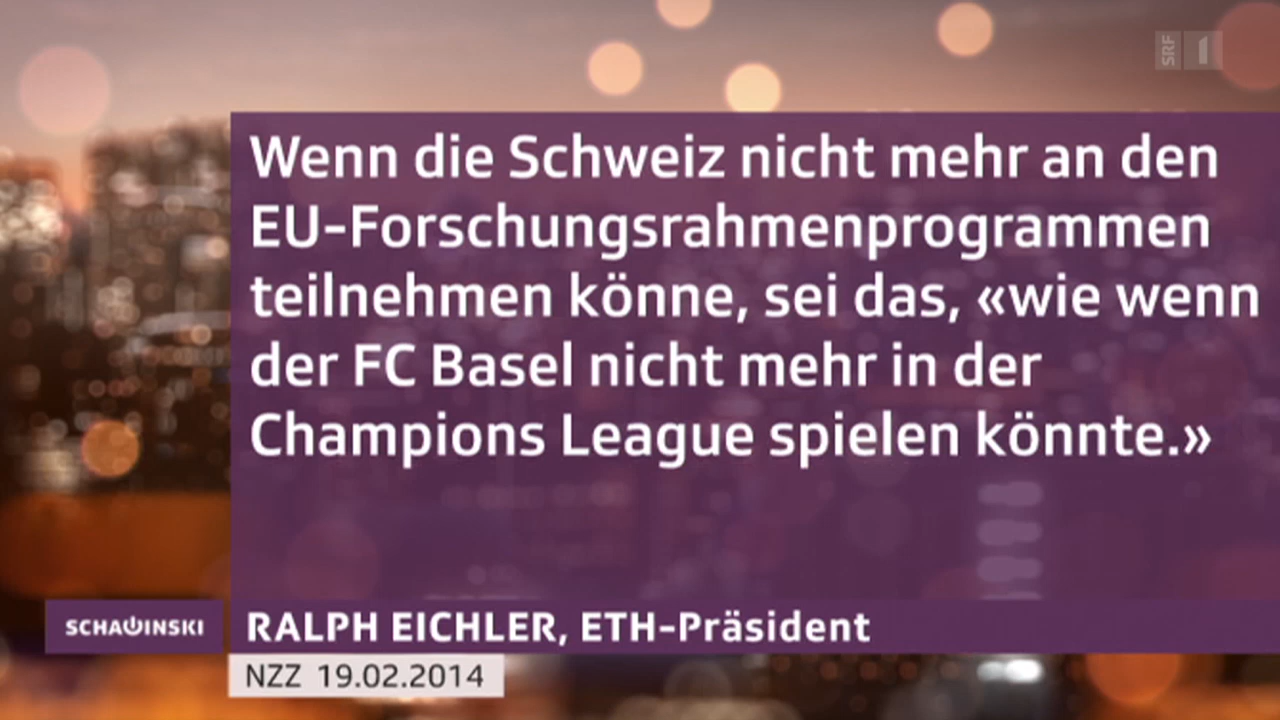 SRF 1
Wenn die Schweiz nicht mehr an den
EU-Forschungsrahmenprogrammen
teilnehmen könne, sei das, «wie wenn
der FC Basel nicht mehr in der
Champions League spielen könnte.»
SCHAWINSKI
RALPH EICHLER, ETH-Präsident
NZZ 19.02.2014